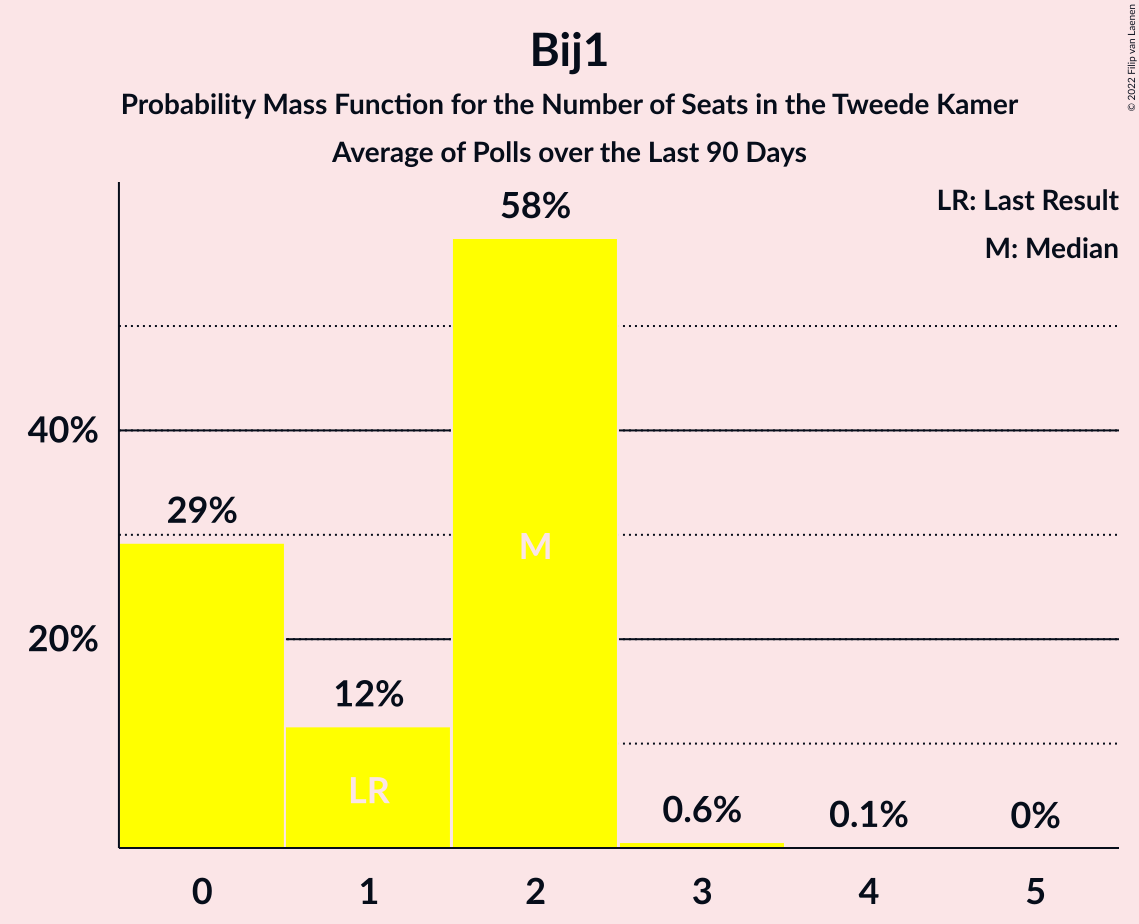 Bij1
Probability Mass Function for the Number of Seats in the Tweede Kamer
Average of Polls over the Last 90 Days
© 2022 Filip van Laenen
LR: Last Result
M: Median
58%
40%
29%
M
20%
12%
LR
0.6%
0.1%
0%
0 1 2 3 4 5